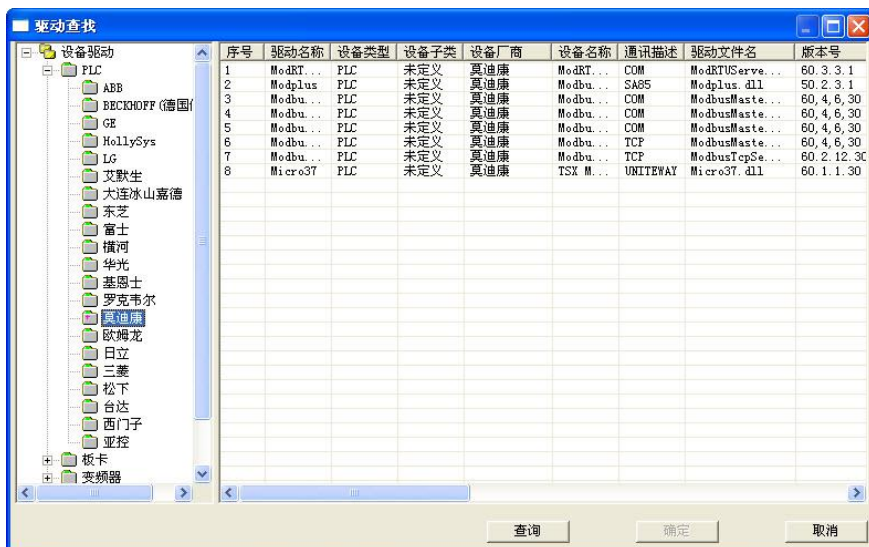 驱动查找
设备驱动
PLC
ABB
BECKHOFF(德国
GE
HollySys
LG
艾默生
大连冰山嘉德
东芝
富士
横河
华光
基恩士
罗克韦尔
莫迪康
欧姆龙
日立
三菱
松下
台达
西门子
亚控
板卡
变频器
序号 驱动名称 设备类型 设备子类 设备厂商 设备名称 通讯描述 驱动文件名 版本号
1 ModRT... PLC 未定义 莫迪康 ModRT... COM ModRTUServe... 60.3.3.1
2 Modplus PLC 未定义 莫迪康 Modbu... SA85 Modplus.dll 50.2.3.1
3 Modbu... PLC 未定义 莫迪康 Modbu... COM ModbusMaste... 60,4,6,30
4 Modbu... PLC 未定义 莫迪康 Modbu... COM ModbusMaste... 60,4,6,30
5 Modbu... PLC 未定义 莫迪康 Modbu... COM ModbusMaste... 60,4,6,30
6 Modbu... PLC 未定义 莫迪康 Modbu... TCP ModbusMaste... 60,4,6,30
7 Modbu... PLC 未定义 莫迪康 Modbu... TCP ModbusTcpSe... 60.2.12.30
8 Micro37 PLC 未定义 莫迪康 TSX M... UNITEWAY Micro37.dll 60.1.1.30
查询 确定 取消